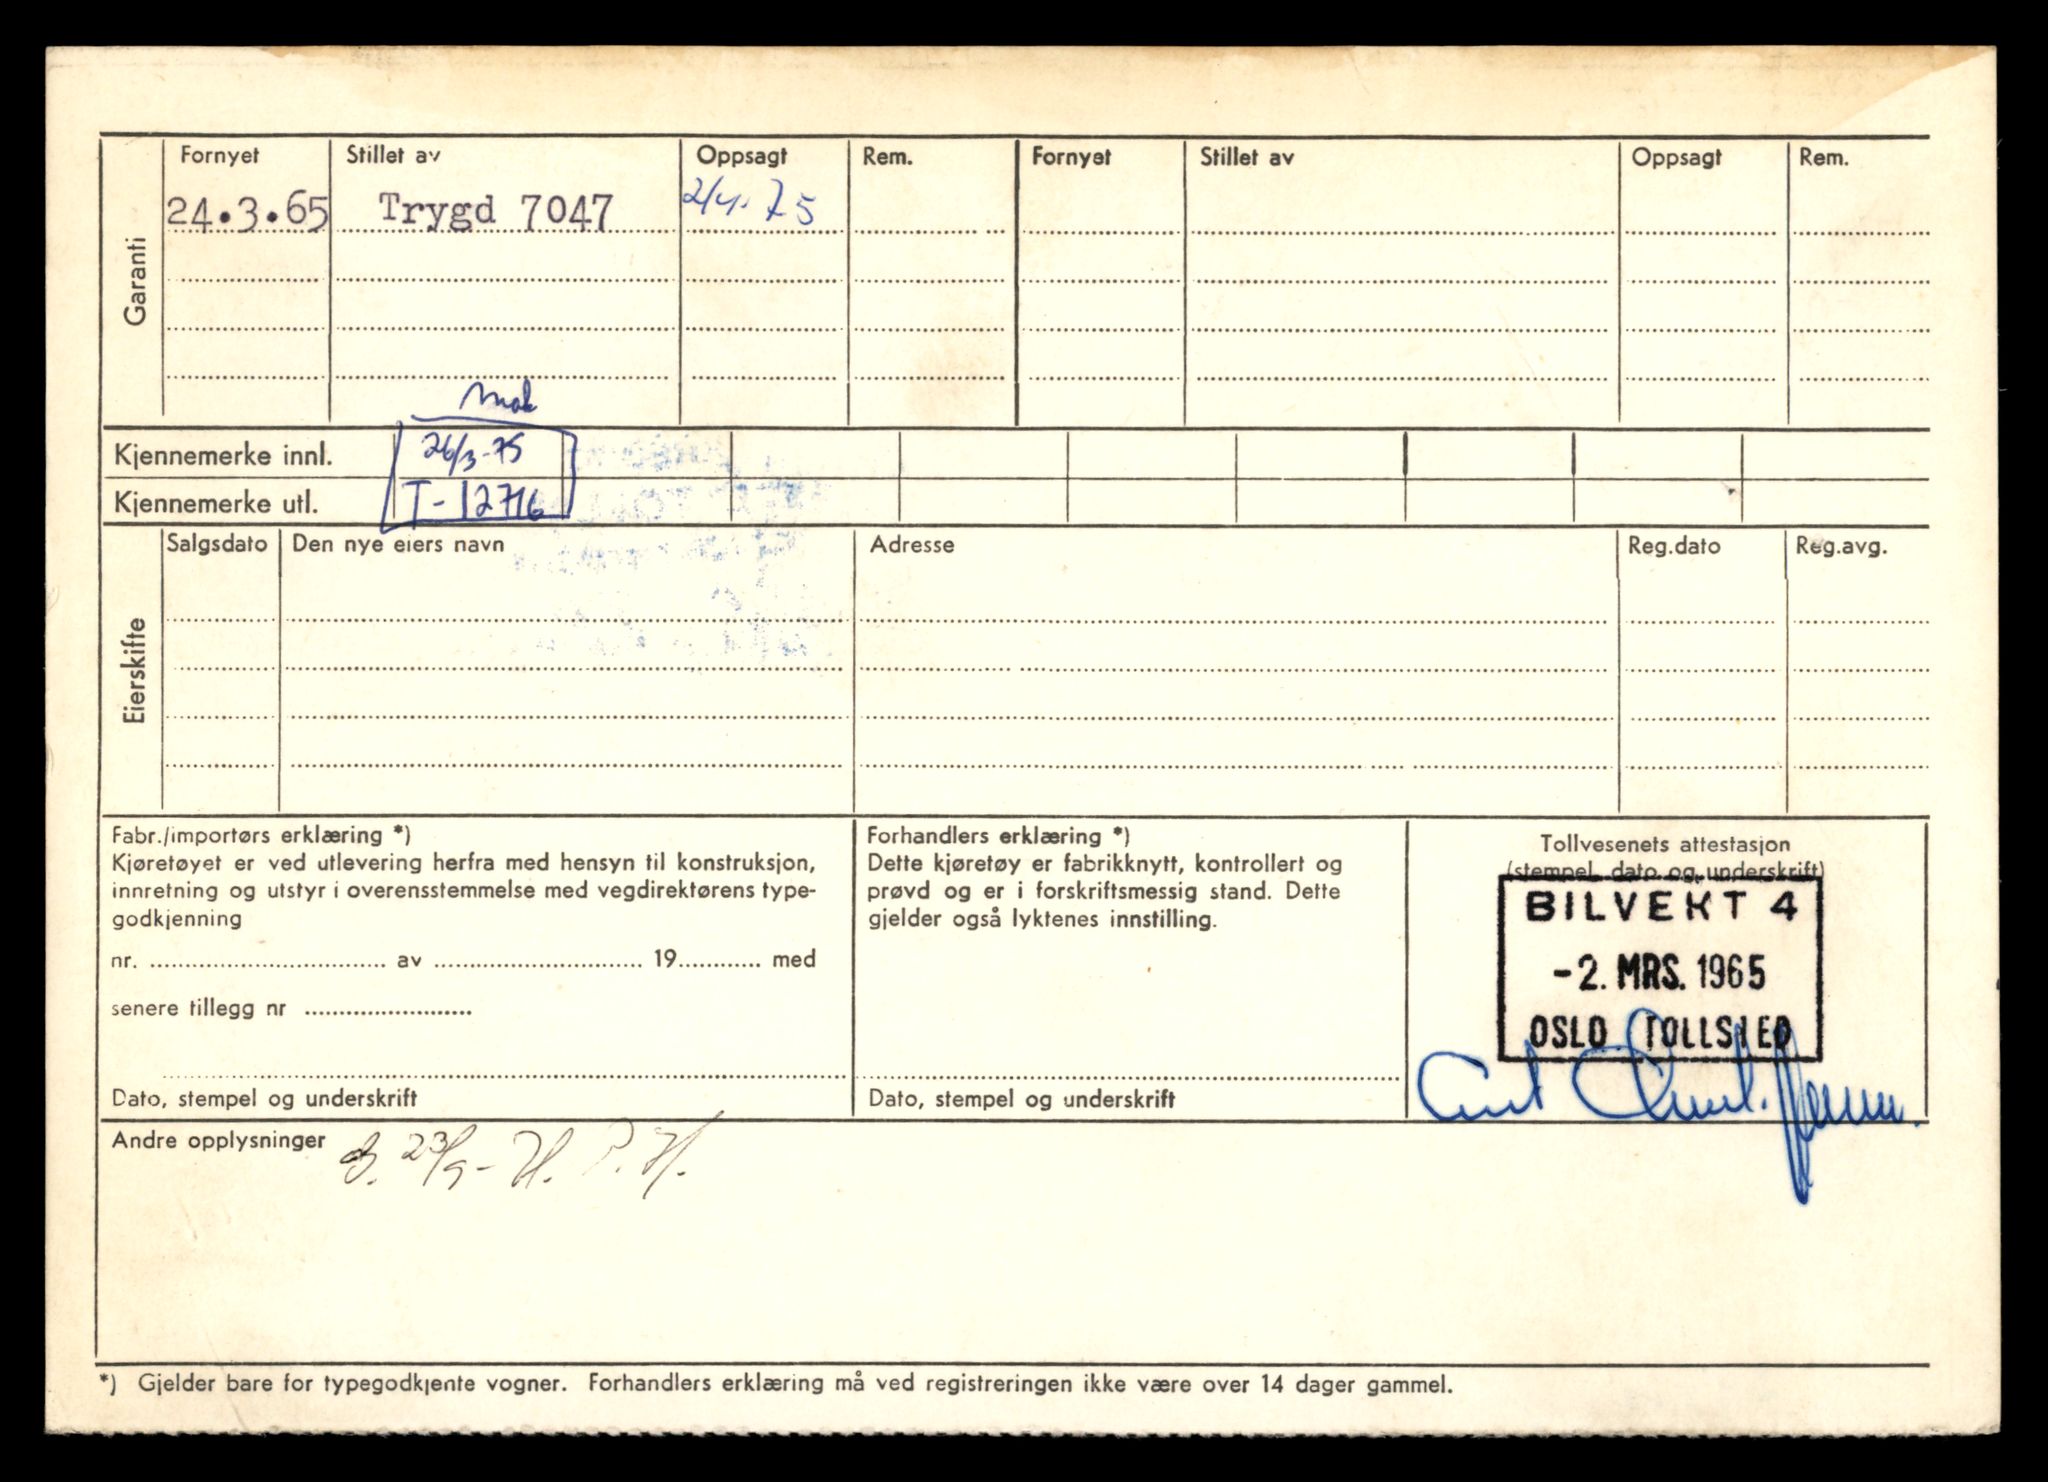 Garanti
Fornyet Stillet av Oppsagt Rem. Fornyet Stillet av Oppsagt Rem.
24.3.65 Trygd 7047 2/4.75
Kjennemerke innl. 26/3-75
Kjennemerke utl. T-12716
Eierskifte
Salgsdato Den nye eiers navn Adresse Reg.dato Reg.avg.
Fabr./importørs erklæring *)
Kjøretøyet er ved utlevering herfra med hensyn til konstruksjon,
innretning og utstyr i overensstemmelse med vegdirektørens type-
godkjenning
nr. .......... av .......... 19.......... med
senere tillegg nr ..........
Dato, stempel og underskrift
Forhandlers erklæring *)
Dette kjøretøy er fabrikknytt, kontrollert og
prøvd og er i forskriftsmessig stand. Dette
gjelder også lyktenes innstilling.
Dato, stempel og underskrift
Tollvesenets attestasjon
(stempel, dato og underskrift)
BILVEKT 4
-2. MRS. 1965
OSLO TOLLSTED
Andre opplysninger 23/9- H. P. H.
*) Gjelder bare for typegodkjente vogner. Forhandlers erklæring må ved registreringen ikke være over 14 dager gammel.